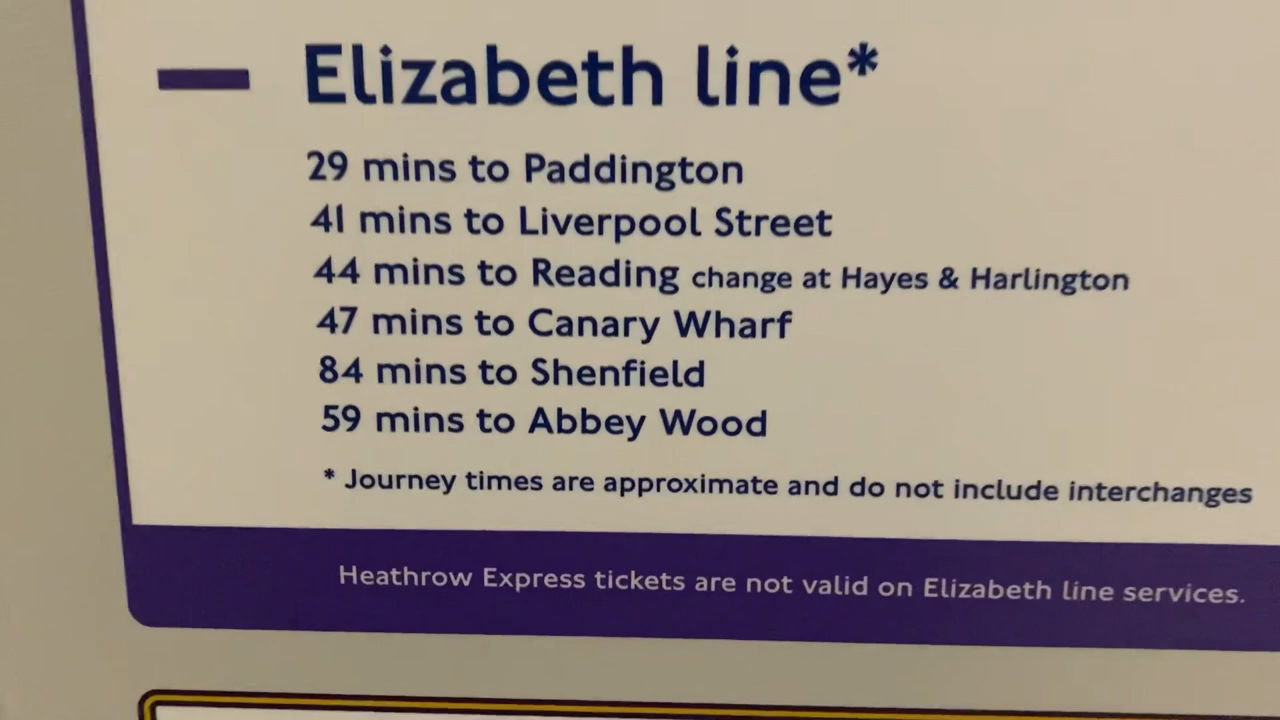 Elizabeth line*
29 mins to Paddington
41 mins to Liverpool Street
44 mins to Reading change at Hayes & Harlington
47 mins to Canary Wharf
84 mins to Shenfield
59 mins to Abbey Wood
* Journey times are approximate and do not include interchanges
Heathrow Express tickets are not valid on Elizabeth line services.